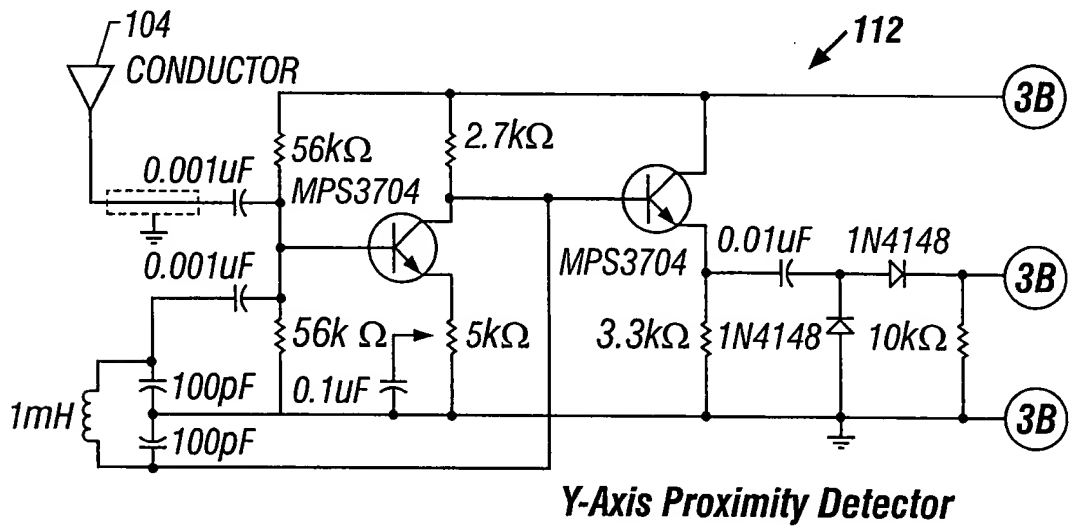 104
CONDUCTOR
112
3B
56kΩ
2.7kΩ
0.001uF
MPS3704
0.001uF
MPS3704
0.01uF
1N4148
3B
56k Ω
5kΩ
3.3kΩ
1N4148
10kΩ
0.1uF
100pF
1mH
100pF
3B
Y-Axis Proximity Detector